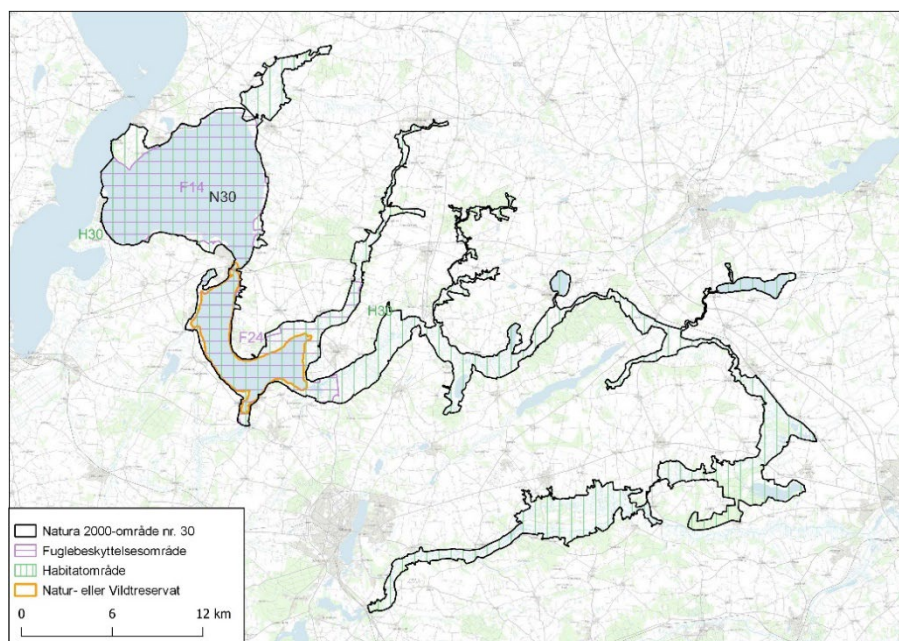 F14
N30
H30
F24
H30
Natura 2000-område nr. 30
Fuglebeskyttelsesområde
Habitatområde
Natur- eller Vildtreservat
0 6 12 km